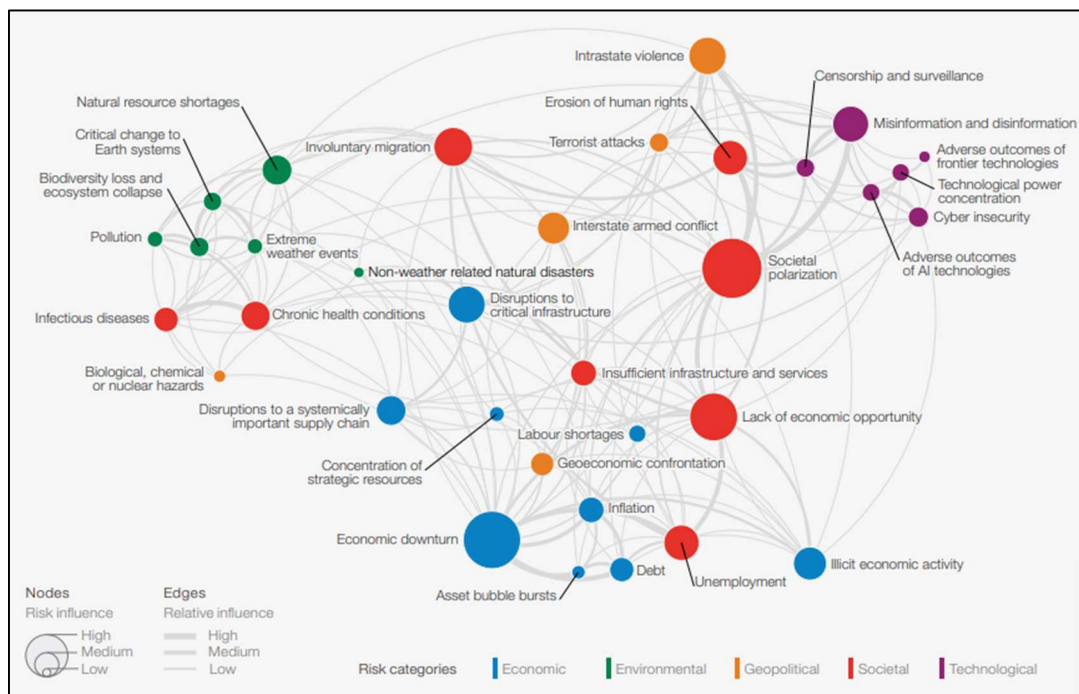 Intrastate violence
Censorship and surveillance
Natural resource shortages
Erosion of human rights
Misinformation and disinformation
Critical change to
Earth systems
Involuntary migration
Terrorist attacks
Adverse outcomes of
frontier technologies
Biodiversity loss and
ecosystem collapse
Technological power
concentration
Pollution
Extreme
weather events
Interstate armed conflict
Cyber insecurity
Societal
polarization
Adverse outcomes
of AI technologies
Non-weather related natural disasters
Disruptions to
critical infrastructure
Infectious diseases
Chronic health conditions
Biological, chemical
or nuclear hazards
Insufficient infrastructure and services
Disruptions to a systemically
important supply chain
Lack of economic opportunity
Labour shortages
Concentration of
strategic resources
Geoeconomic confrontation
Inflation
Economic downturn
Debt
Unemployment
Illicit economic activity
Asset bubble bursts
Nodes
Risk influence
High
Medium
Low
Edges
Relative influence
High
Medium
Low
Risk categories
Economic
Environmental
Geopolitical
Societal
Technological